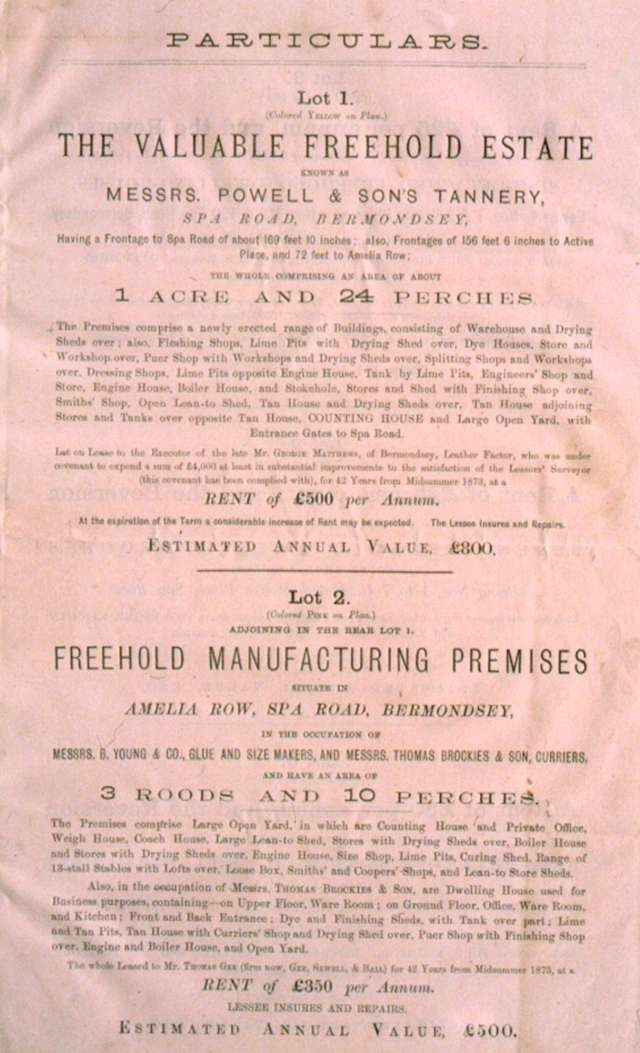 PARTICULARS.
Lot 1.
(Colored YELLOW on Plan.)
THE VALUABLE FREEHOLD ESTATE
KNOWN AS
MESSRS. POWELL & SON'S TANNERY,
SPA ROAD, BERMONDSEY,
Having a Frontage to Spa Road of about 169 feet 10 inches; also, Frontages of 156 feet 6 inches to Active
Place, and 72 feet to Amelia Row;
THE WHOLE COMPRISING AN AREA OF ABOUT
1 ACRE AND 24 PERCHES.
The Premises comprise a newly erected range of Buildings, consisting of Warehouse and Drying
Sheds over; also, Fleshing Shops, Lime Pits with Drying Shed over, Dye Houses, Store and
Workshop over, Puer Shop with Workshops and Drying Sheds over, Splitting Shops and Workshops
over, Dressing Shops, Lime Pits opposite Engine House, Tank by Lime Pits, Engineers' Shop and
Store, Engine House, Boiler House, and Stokehole, Stores and Shed with Finishing Shop over,
Smiths' Shop, Open Lean-to Shed, Tan House and Drying Sheds over, Tan House adjoining
Stores and Tanks over opposite Tan House, COUNTING HOUSE and Large Open Yard, with
Entrance Gates to Spa Road.
Let on Lease to the Executor of the late Mr. GEORGE MATTHEWS, of Bermondsey, Leather Factor, who was under
covenant to expend a sum of £4,000 at least in substantial improvements to the satisfaction of the Lessors' Surveyor
(this covenant has been complied with), for 42 Years from Midsummer 1873, at a
RENT of £500 per Annum.
At the expiration of the Term a considerable increase of Rent may be expected. The Lessee Insures and Repairs.
ESTIMATED ANNUAL VALUE, £800.
Lot 2.
(Colored PINK on Plan.)
ADJOINING IN THE REAR LOT 1.
FREEHOLD MANUFACTURING PREMISES
SITUATE IN
AMELIA ROW, SPA ROAD, BERMONDSEY,
IN THE OCCUPATION OF
MESSRS. B. YOUNG & CO., GLUE AND SIZE MAKERS, AND MESSRS. THOMAS BROCKIES & SON, CURRIERS,
AND HAVE AN AREA OF
3 ROODS AND 10 PERCHES.
The Premises comprise Large Open Yard, in which are Counting House and Private Office,
Weigh House, Coach House, Large Lean-to Shed, Stores with Drying Sheds over, Boiler House
and Stores with Drying Sheds over, Engine House, Size Shop, Lime Pits, Curing Shed, Range of
13-stall Stables with Lofts over, Loose Box, Smiths' and Coopers' Shops, and Lean-to Store Sheds.
Also, in the occupation of Messrs. THOMAS BROCKIES & SON, are Dwelling House used for
Business purposes, containing—on Upper Floor, Ware Room; on Ground Floor, Office, Ware Room,
and Kitchen; Front and Back Entrance; Dye and Finishing Sheds, with Tank over part; Lime
and Tan Pits, Tan House with Curriers' Shop and Drying Shed over, Puer Shop with Finishing Shop
over, Engine and Boiler House, and Open Yard.
The whole Leased to Mr. THOMAS GEE (firm now, GEE, SEWELL, & BALL) for 42 Years from Midsummer 1873, at a
RENT of £350 per Annum.
LESSEE INSURES AND REPAIRS.
ESTIMATED ANNUAL VALUE, £500.